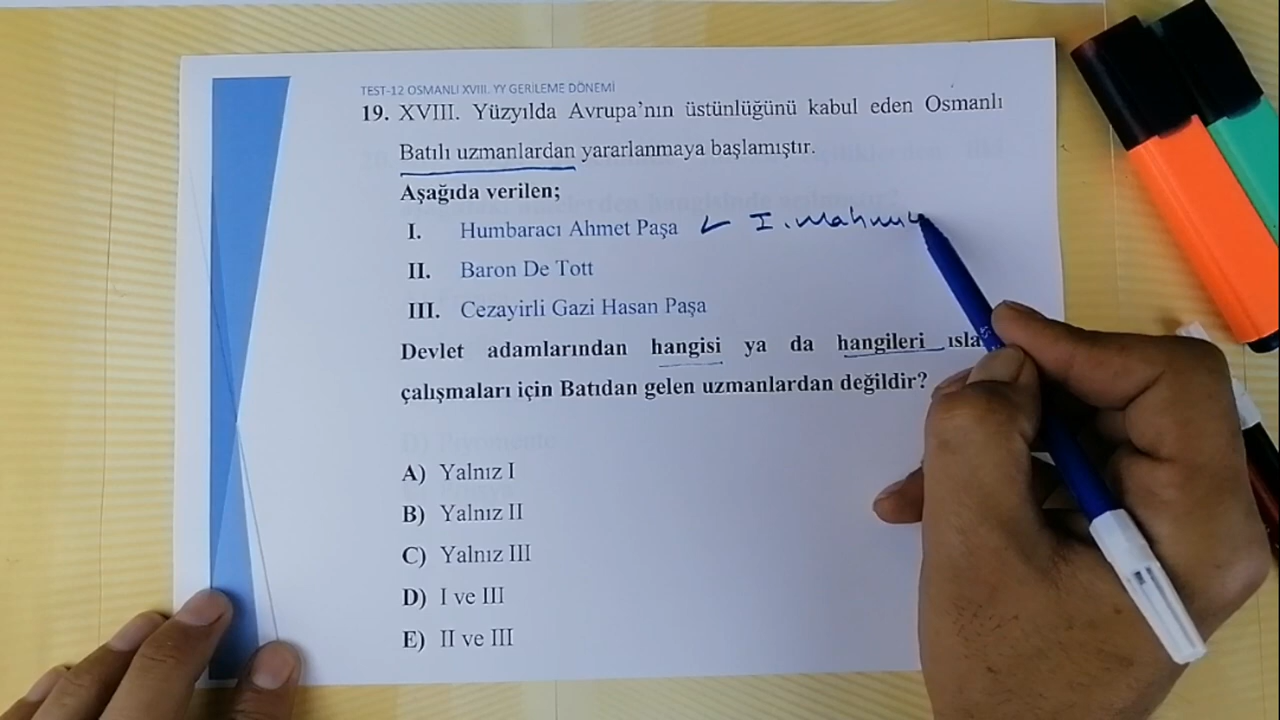 TEST-12 OSMANLI XVIII. YY GERİLEME DÖNEMİ
19. XVIII. Yüzyılda Avrupa'nın üstünlüğünü kabul eden Osmanlı
Batılı uzmanlardan yararlanmaya başlamıştır.
Aşağıda verilen;
I. Humbaracı Ahmet Paşa I. Mahmu
II. Baron De Tott
III. Cezayirli Gazi Hasan Paşa
Devlet adamlarından hangisi ya da hangileri ısla
çalışmaları için Batıdan gelen uzmanlardan değildir?
A) Yalnız I
B) Yalnız II
C) Yalnız III
D) I ve III
E) II ve III